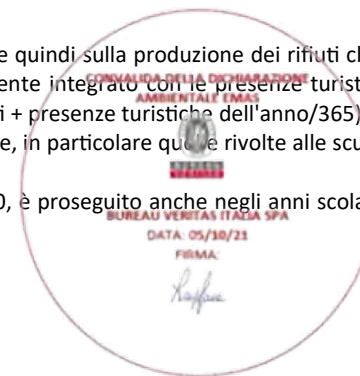 e quindi sulla produzione dei rifiuti ch
ente integrato con le presenze turist
CONVALIDA DELLA DICHIARAZIONE
AMBIENTALE EMAS
i + presenze turistiche dell'anno/365)
e, in particolare quelle rivolte alle scu
0, è proseguito anche negli anni scola
BUREAU VERITAS ITALIA SPA
DATA: 05/10/21
FIRMA: